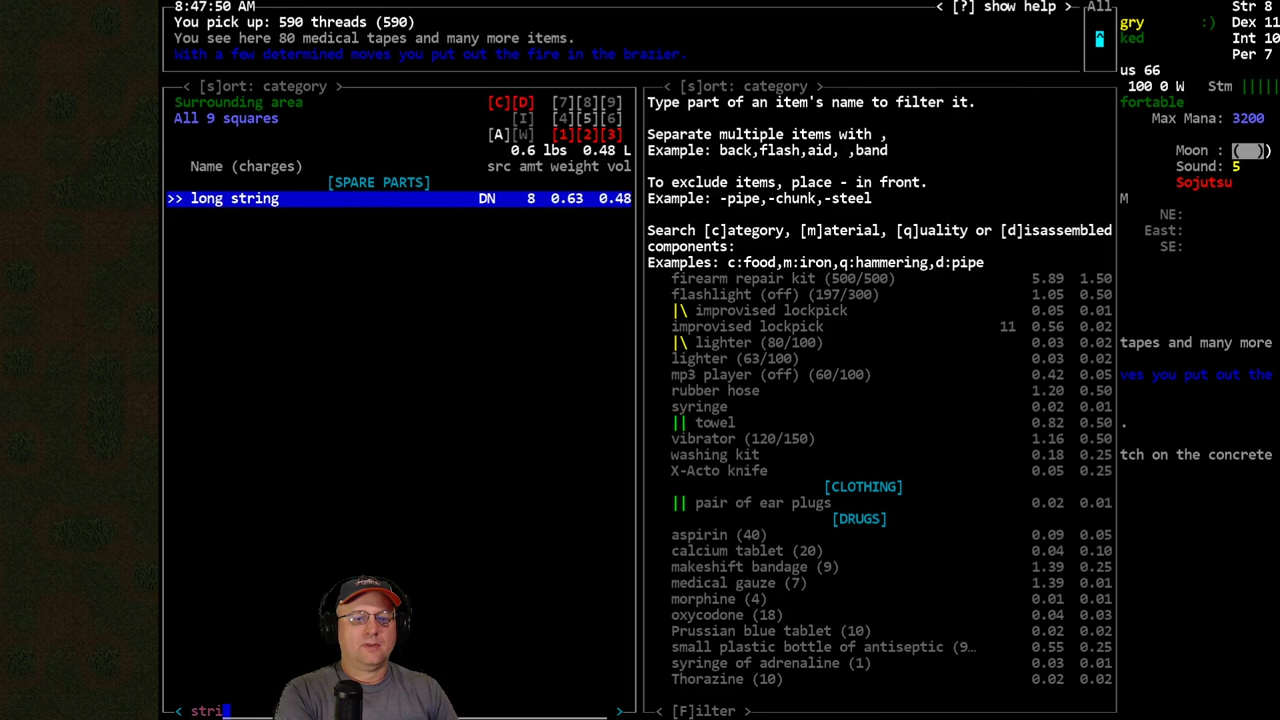 8:47:50 AM
< [?] show help >
All
Str 8
You pick up: 590 threads (590)
gry :) Dex 11
You see here 80 medical tapes and many more items.
^
ked Int 10
With a few determined moves you put out the fire in the brazier.
Per 7
us 66
< [s]ort: category >
< [s]ort: category >
100 0 W Stm |||||
Surrounding area [C][D] [7][8][9]
Type part of an item's name to filter it.
fortable
All 9 squares [I] [4][5][6]
Max Mana: 3200
[A][W] [1][2][3]
Separate multiple items with ,
0.6 lbs 0.48 L
Example: back,flash,aid, ,band
Moon : ( )
Name (charges) src amt weight vol
Sound: 5
[SPARE PARTS]
To exclude items, place - in front.
Sojutsu
>> long string DN 8 0.63 0.48
Example: -pipe,-chunk,-steel
M
NE:
Search [c]ategory, [m]aterial, [q]uality or [d]isassembled
East:
components:
SE:
Examples: c:food,m:iron,q:hammering,d:pipe
firearm repair kit (500/500) 5.89 1.50
flashlight (off) (197/300) 1.05 0.50
|\ improvised lockpick 0.05 0.01
improvised lockpick 11 0.56 0.02
|\ lighter (80/100) 0.03 0.02
tapes and many more
lighter (63/100) 0.03 0.02
mp3 player (off) (60/100) 0.42 0.05
ves you put out the
rubber hose 1.20 0.50
syringe 0.02 0.01
|| towel 0.82 0.50
.
vibrator (120/150) 1.16 0.50
washing kit 0.18 0.25
tch on the concrete
X-Acto knife 0.05 0.25
[CLOTHING]
|| pair of ear plugs 0.02 0.01
[DRUGS]
aspirin (40) 0.09 0.05
calcium tablet (20) 0.04 0.10
makeshift bandage (9) 1.39 0.25
medical gauze (7) 1.39 0.01
morphine (4) 0.01 0.01
oxycodone (18) 0.04 0.03
Prussian blue tablet (10) 0.02 0.02
small plastic bottle of antiseptic (9… 0.55 0.25
syringe of adrenaline (1) 0.03 0.01
Thorazine (10) 0.02 0.02
< stri >
< [F]ilter >